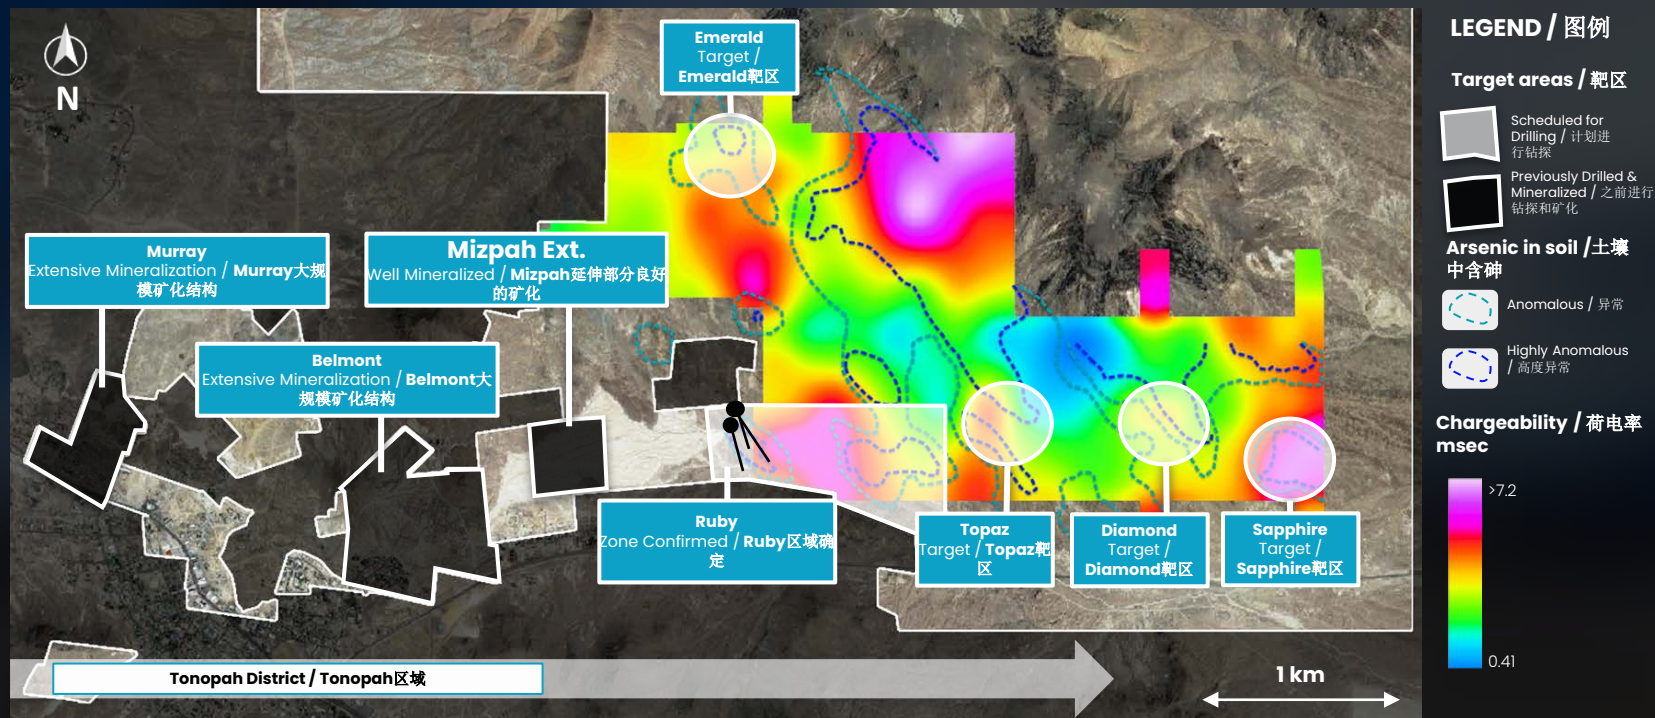 N
Emerald
Target /
Emerald靶区
Murray
Extensive Mineralization / Murray大规
模矿化结构
Mizpah Ext.
Well Mineralized / Mizpah延伸部分良好
的矿化
Belmont
Extensive Mineralization / Belmont大
规模矿化结构
Ruby
Zone Confirmed / Ruby区域确
定
Topaz
Target / Topaz靶
区
Diamond
Target /
Diamond靶区
Sapphire
Target /
Sapphire靶区
Tonopah District / Tonopah区域
1 km
LEGEND / 图例
Target areas / 靶区
Scheduled for
Drilling / 计划进
行钻探
Previously Drilled &
Mineralized / 之前进行
钻探和矿化
Arsenic in soil /土壤
中含砷
Anomalous / 异常
Highly Anomalous
/ 高度异常
Chargeability / 荷电率
msec
>7.2
0.41